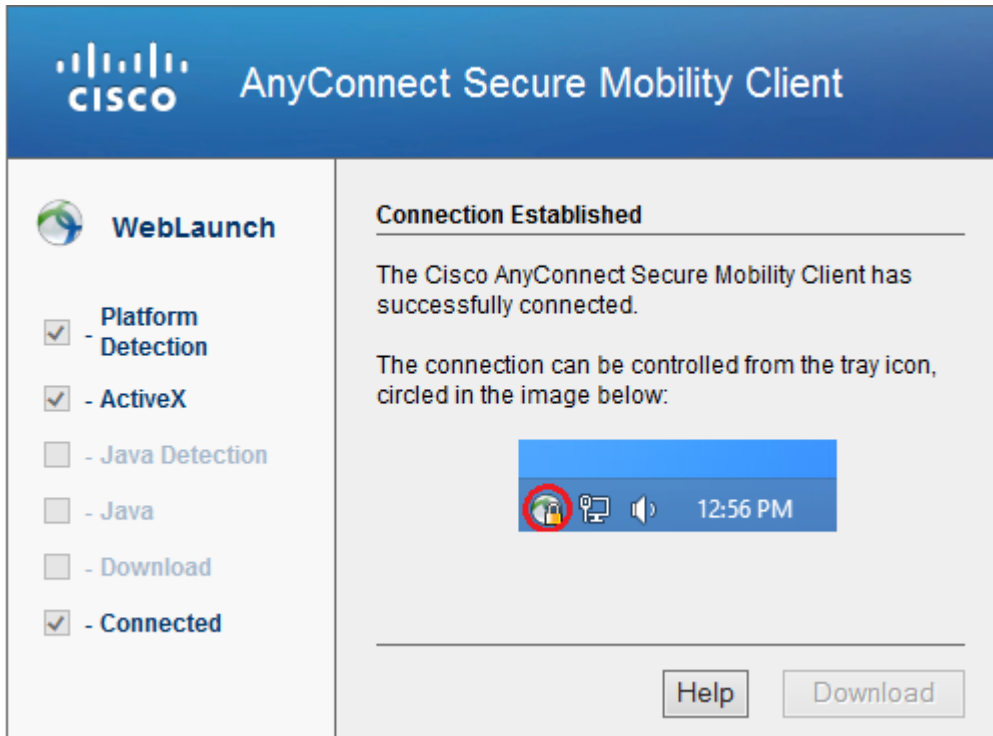 CISCO
AnyConnect Secure Mobility Client
WebLaunch
- Platform
Detection
- ActiveX
- Java Detection
- Java
- Download
- Connected
Connection Established
The Cisco AnyConnect Secure Mobility Client has
successfully connected.
The connection can be controlled from the tray icon,
circled in the image below:
12:56 PM
Help
Download